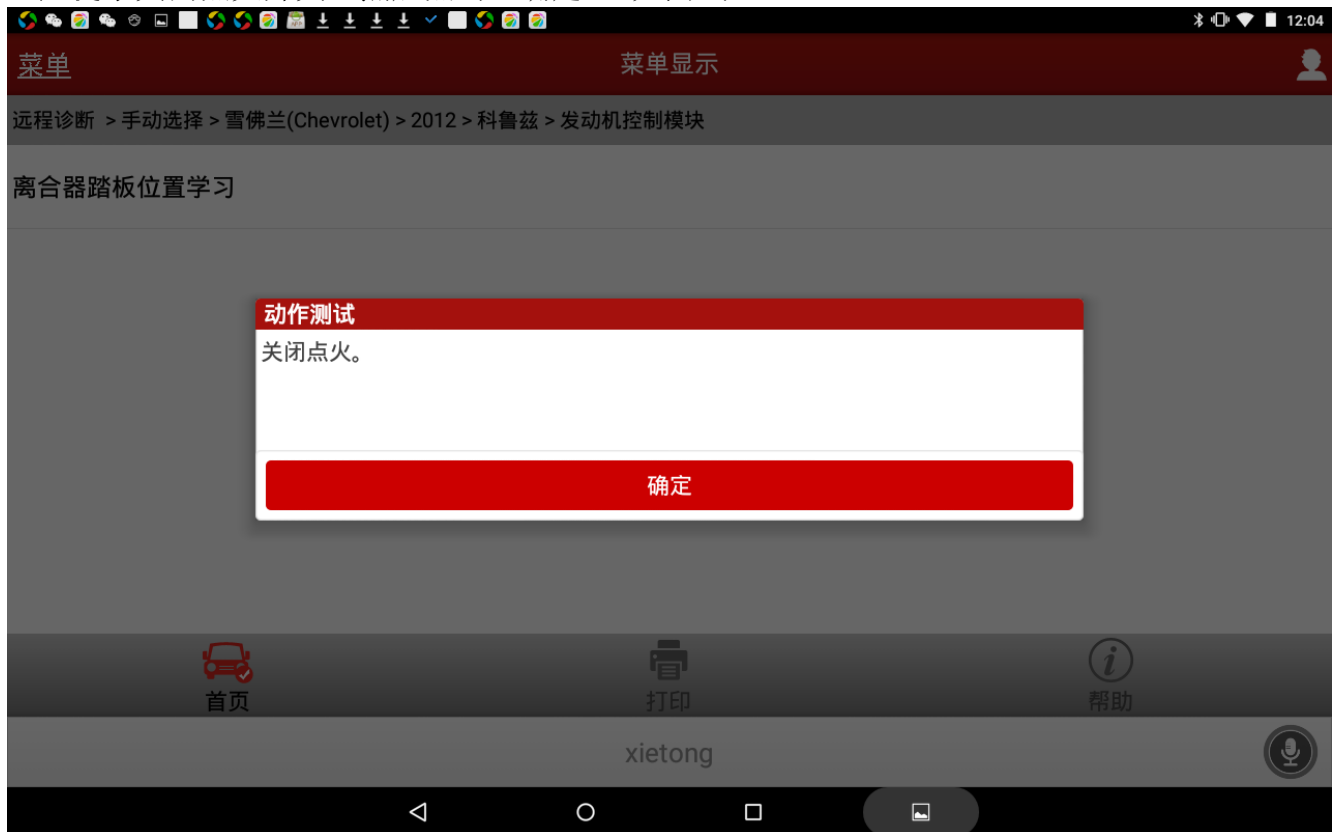 12:04
菜单
菜单显示
远程诊断 > 手动选择 > 雪佛兰(Chevrolet) > 2012 > 科鲁兹 > 发动机控制模块
离合器踏板位置学习
动作测试
关闭点火。
确定
首页
打印
帮助
xietong